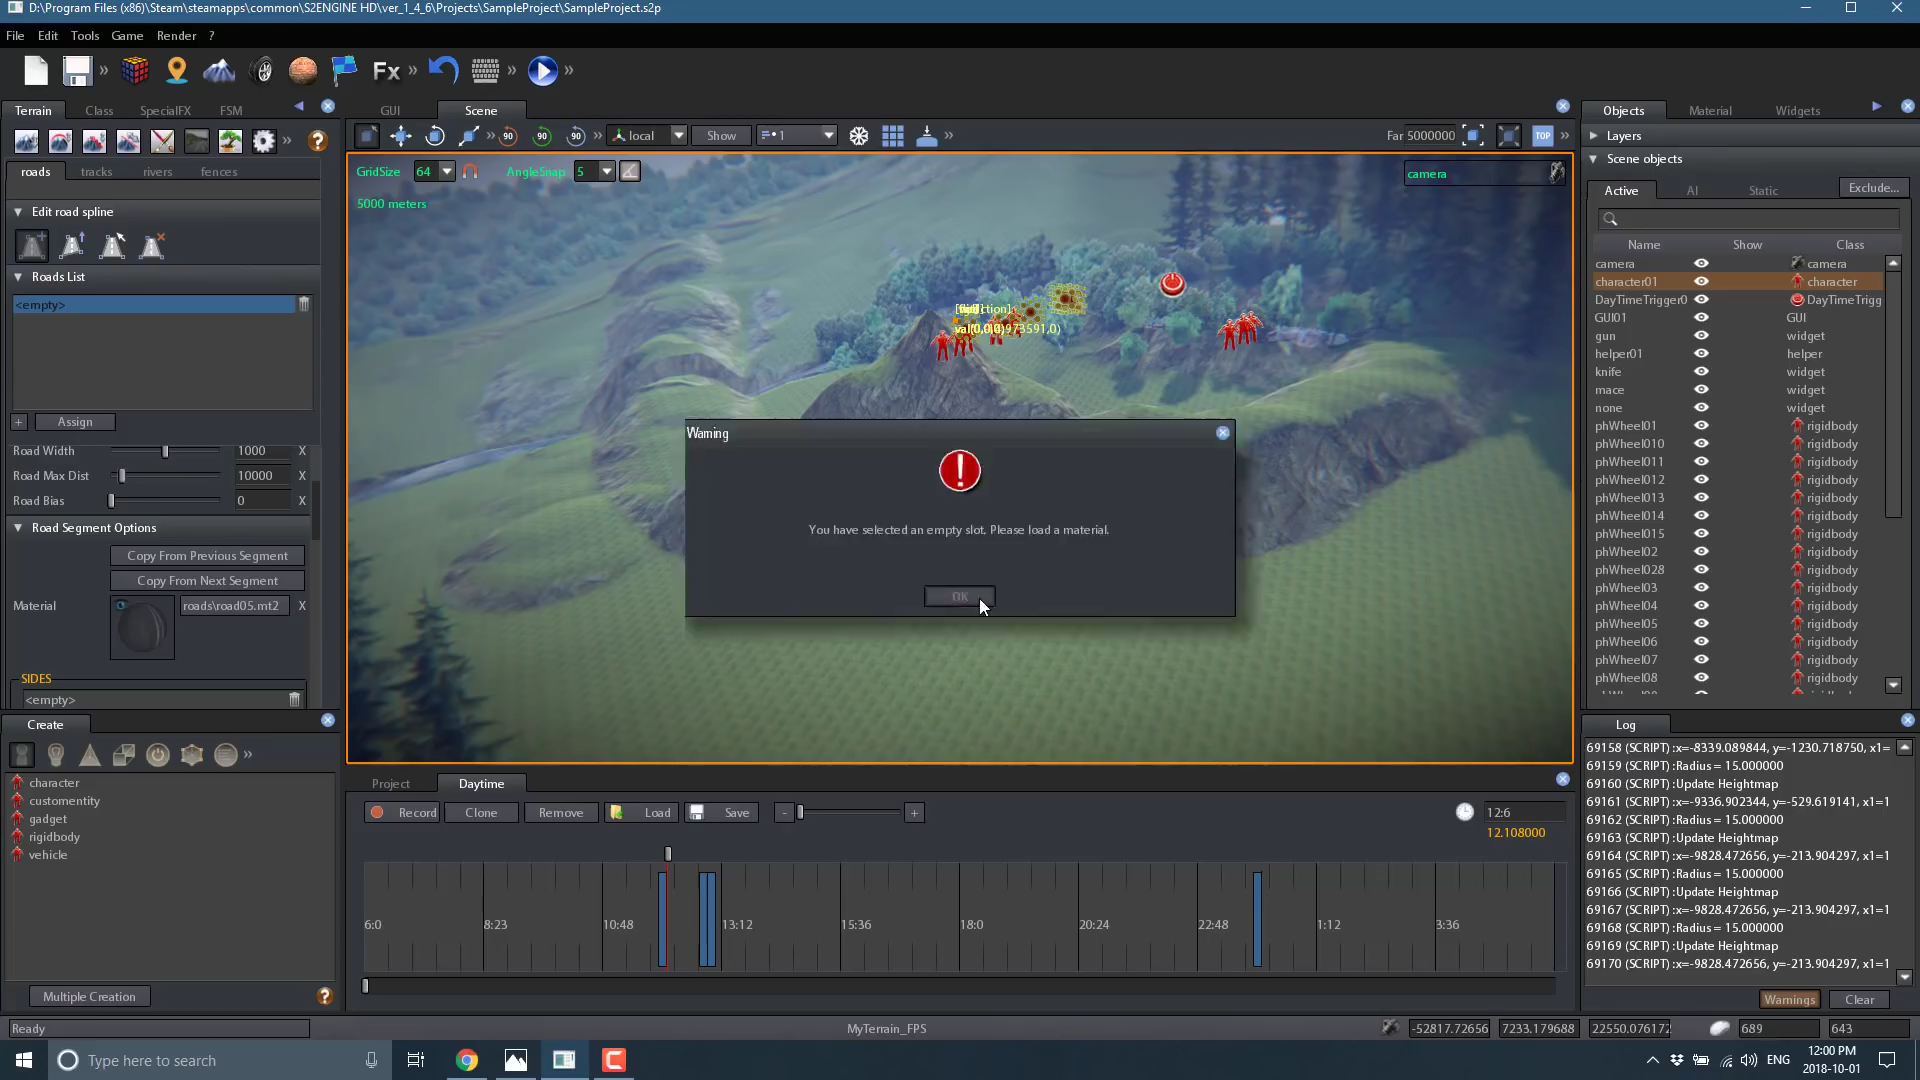 D:\Program Files (x86)\Steam\steamapps\common\S2ENGINE HD\ver_1_4_6\Projects\SampleProject\SampleProject.s2p
File Edit Tools Game Render ?
Fx
Terrain Class SpecialFX FSM
GUI Scene
Objects Material Widgets
90 90 90 local Show 1
Far 5000000 TOP
Layers
roads tracks rivers fences
GridSize 64 AngleSnap 5
camera
Scene objects
5000 meters
Active AI Static Exclude...
Edit road spline
Name Show Class
camera camera
character01 character
DayTimeTrigger0 DayTimeTrigg
GUI01 GUI
gun widget
helper01 helper
knife widget
mace widget
none widget
phWheel01 rigidbody
phWheel010 rigidbody
phWheel011 rigidbody
phWheel012 rigidbody
phWheel013 rigidbody
phWheel014 rigidbody
phWheel015 rigidbody
phWheel02 rigidbody
phWheel028 rigidbody
phWheel03 rigidbody
phWheel04 rigidbody
phWheel05 rigidbody
phWheel06 rigidbody
phWheel07 rigidbody
phWheel08 rigidbody
Roads List
<empty>
+ Assign
Road Width 1000 X
Road Max Dist 10000 X
Road Bias 0 X
Road Segment Options
Copy From Previous Segment
Copy From Next Segment
Material roads\road05.mt2 X
SIDES
<empty>
Warning
You have selected an empty slot. Please load a material.
OK
Create
character
customentity
gadget
rigidbody
vehicle
Multiple Creation
Project Daytime
Record Clone Remove Load Save - +
12:6
12.108000
6:0 8:23 10:48 13:12 15:36 18:0 20:24 22:48 1:12 3:36
Log
69158 (SCRIPT) :x=-8339.089844, y=-1230.718750, x1=
69159 (SCRIPT) :Radius = 15.000000
69160 (SCRIPT) :Update Heightmap
69161 (SCRIPT) :x=-9336.902344, y=-529.619141, x1=1
69162 (SCRIPT) :Radius = 15.000000
69163 (SCRIPT) :Update Heightmap
69164 (SCRIPT) :x=-9828.472656, y=-213.904297, x1=1
69165 (SCRIPT) :Radius = 15.000000
69166 (SCRIPT) :Update Heightmap
69167 (SCRIPT) :x=-9828.472656, y=-213.904297, x1=1
69168 (SCRIPT) :Radius = 15.000000
69169 (SCRIPT) :Update Heightmap
69170 (SCRIPT) :x=-9828.472656, y=-213.904297, x1=1
Warnings Clear
Ready
MyTerrain_FPS
-52817.72656 7233.179688 22550.076172 689 643
Type here to search
ENG
12:00 PM
2018-10-01